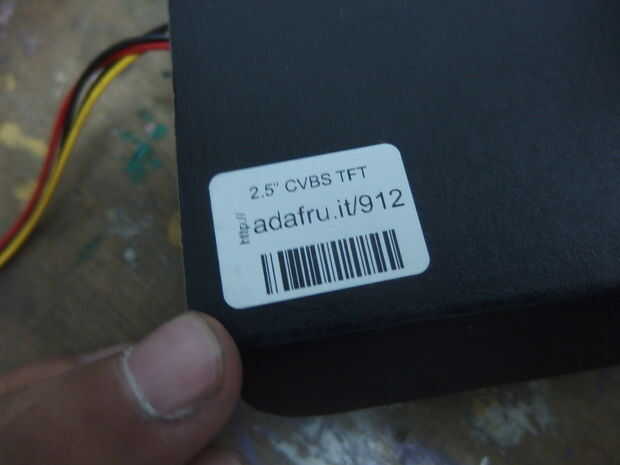 2.5" CVBS TFT
http://
adafru.it/912